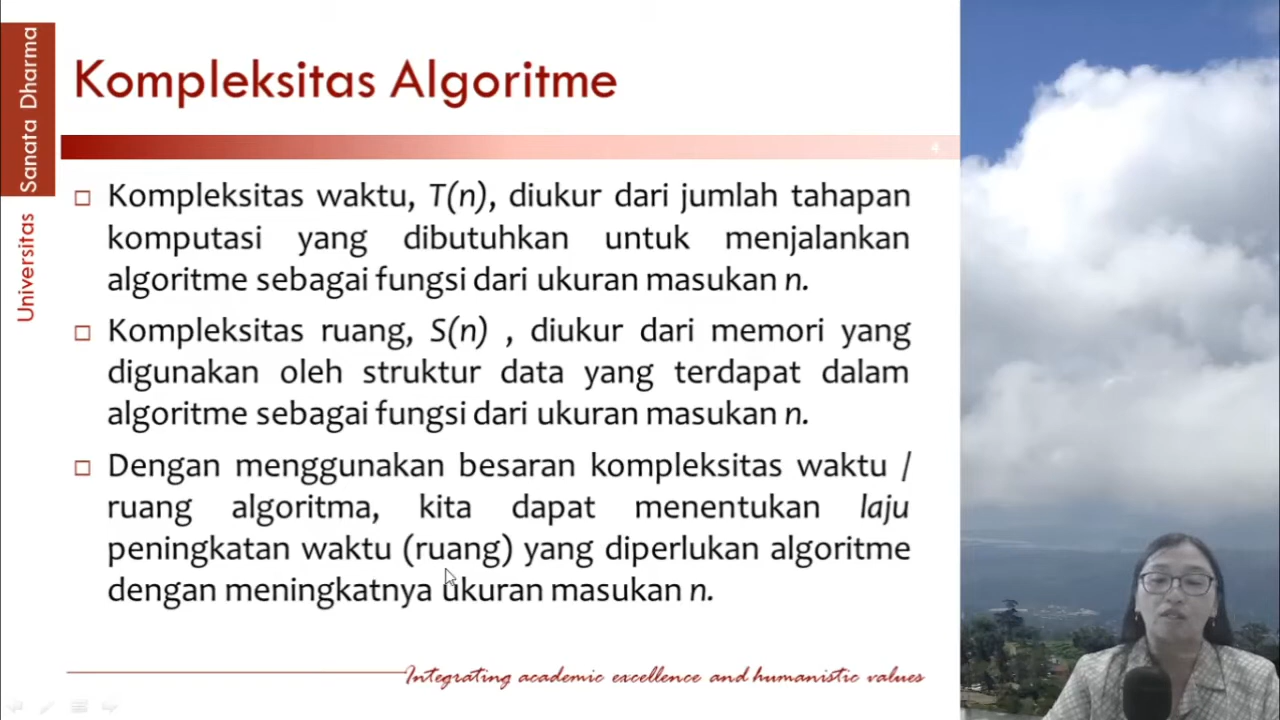 Universitas Sanata Dharma
Kompleksitas Algoritme
4
Kompleksitas waktu, T(n), diukur dari jumlah tahapan
komputasi yang dibutuhkan untuk menjalankan
algoritme sebagai fungsi dari ukuran masukan n.
Kompleksitas ruang, S(n) , diukur dari memori yang
digunakan oleh struktur data yang terdapat dalam
algoritme sebagai fungsi dari ukuran masukan n.
Dengan menggunakan besaran kompleksitas waktu /
ruang algoritma, kita dapat menentukan laju
peningkatan waktu (ruang) yang diperlukan algoritme
dengan meningkatnya ukuran masukan n.
Integrating academic excellence and humanistic values